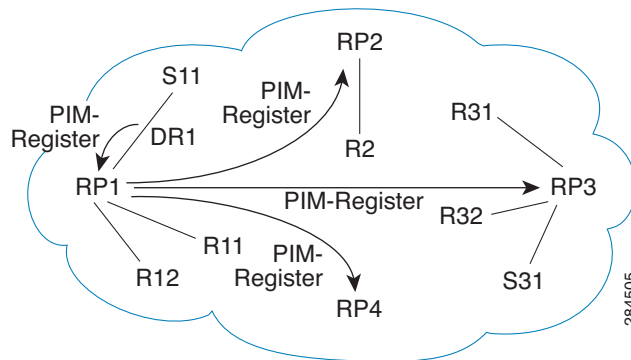 RP2
S11
PIM-
Register
DR1
PIM-
Register
R2
R31
RP1
PIM-Register
RP3
R32
R11
R12
PIM-
Register
RP4
S31
284505